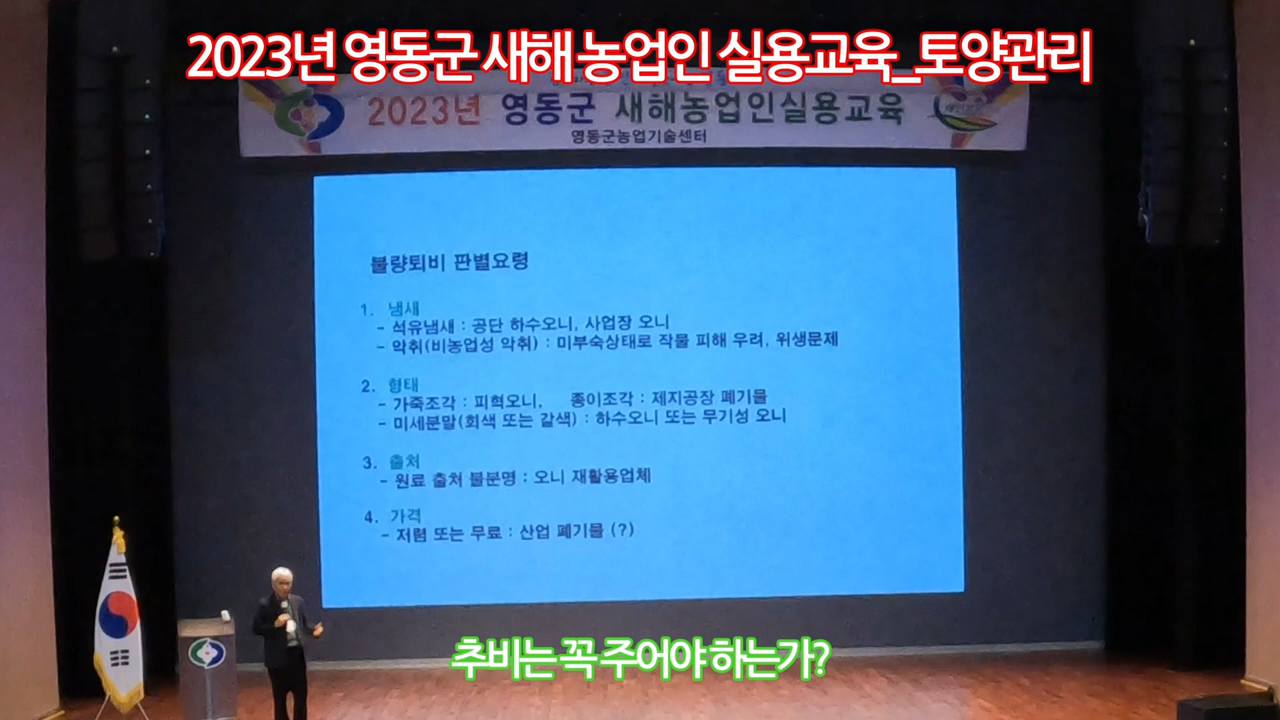 2023년 영동군 새해 농업인 실용교육_토양관리
2023년 영동군 새해농업인실용교육
영동군농업기술센터
불량퇴비 판별요령
1. 냄새
- 석유냄새 : 공단 하수오니, 사업장 오니
- 악취(비농업성 악취) : 미부숙상태로 작물 피해 우려, 위생문제
2. 형태
- 가죽조각 : 피혁오니, 종이조각 : 제지공장 폐기물
- 미세분말(회색 또는 갈색) : 하수오니 또는 무기성 오니
3. 출처
- 원료 출처 불분명 : 오니 재활용업체
4. 가격
- 저렴 또는 무료 : 산업 폐기물 (?)
추비는 꼭 주어야 하는가?